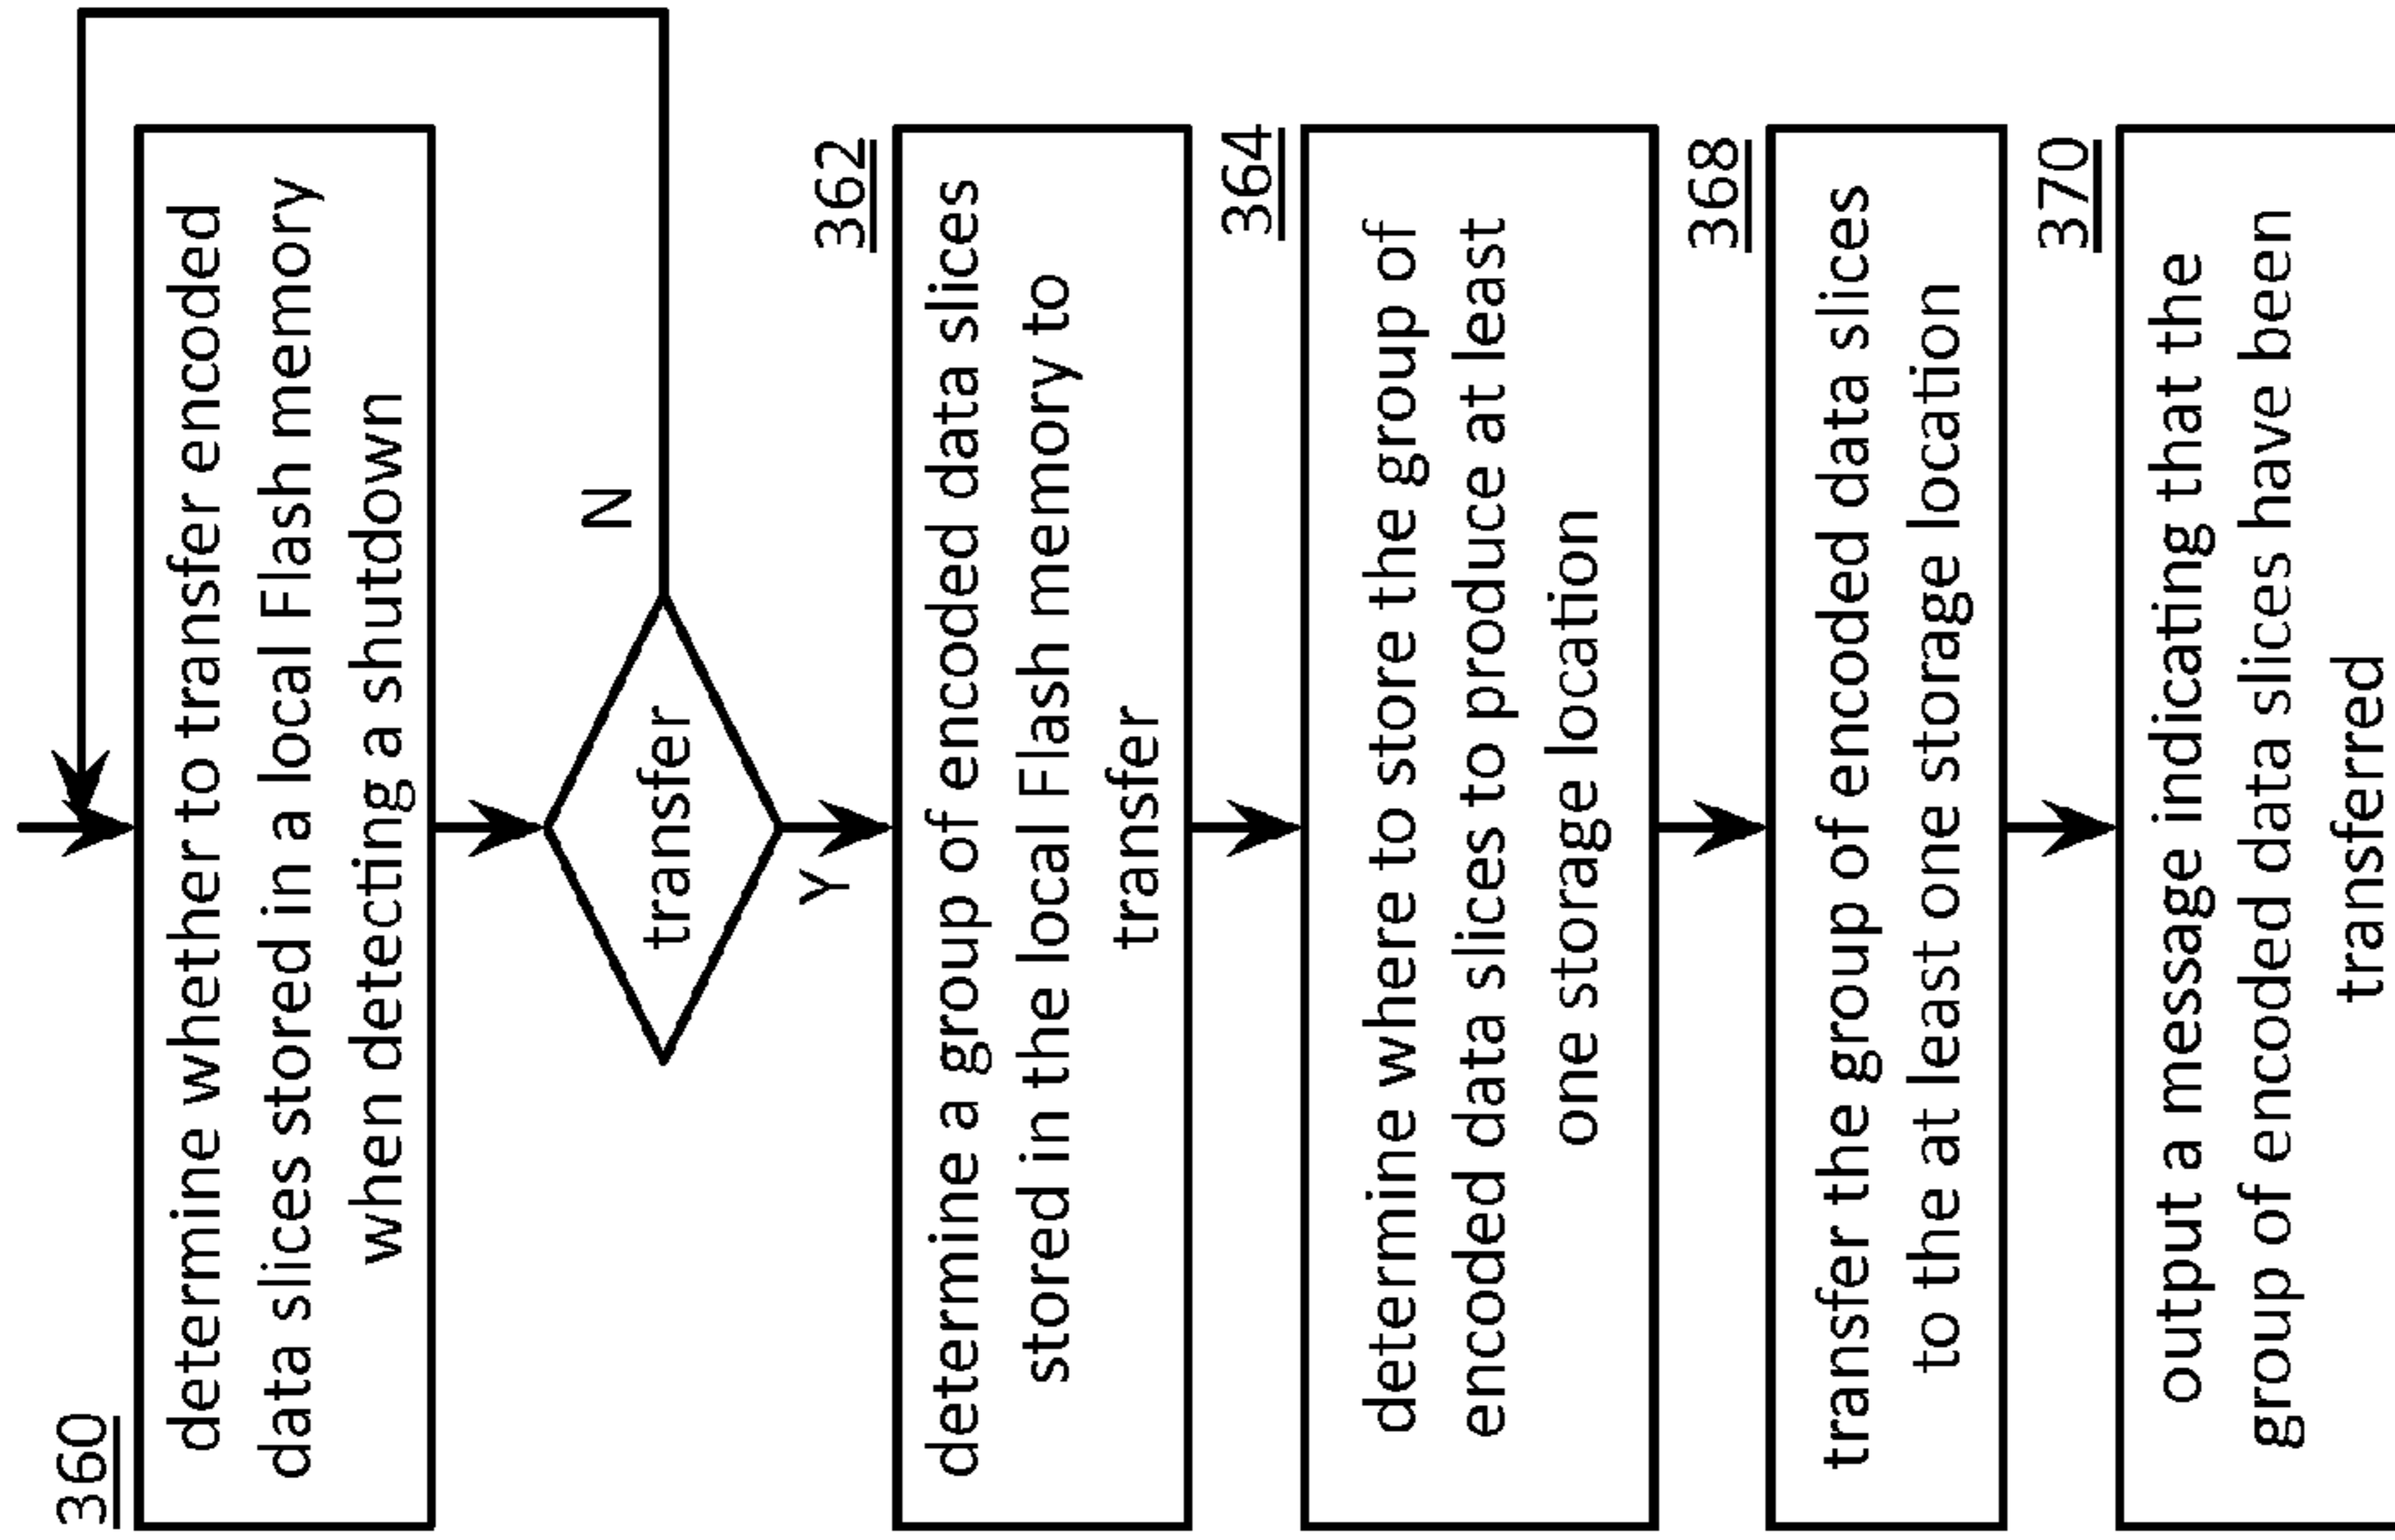 360
determine whether to transfer encoded
data slices stored in a local Flash memory
when detecting a shutdown
N
transfer
Y
362
determine a group of encoded data slices
stored in the local Flash memory to
transfer
364
determine where to store the group of
encoded data slices to produce at least
one storage location
368
transfer the group of encoded data slices
to the at least one storage location
370
output a message indicating that the
group of encoded data slices have been
transferred